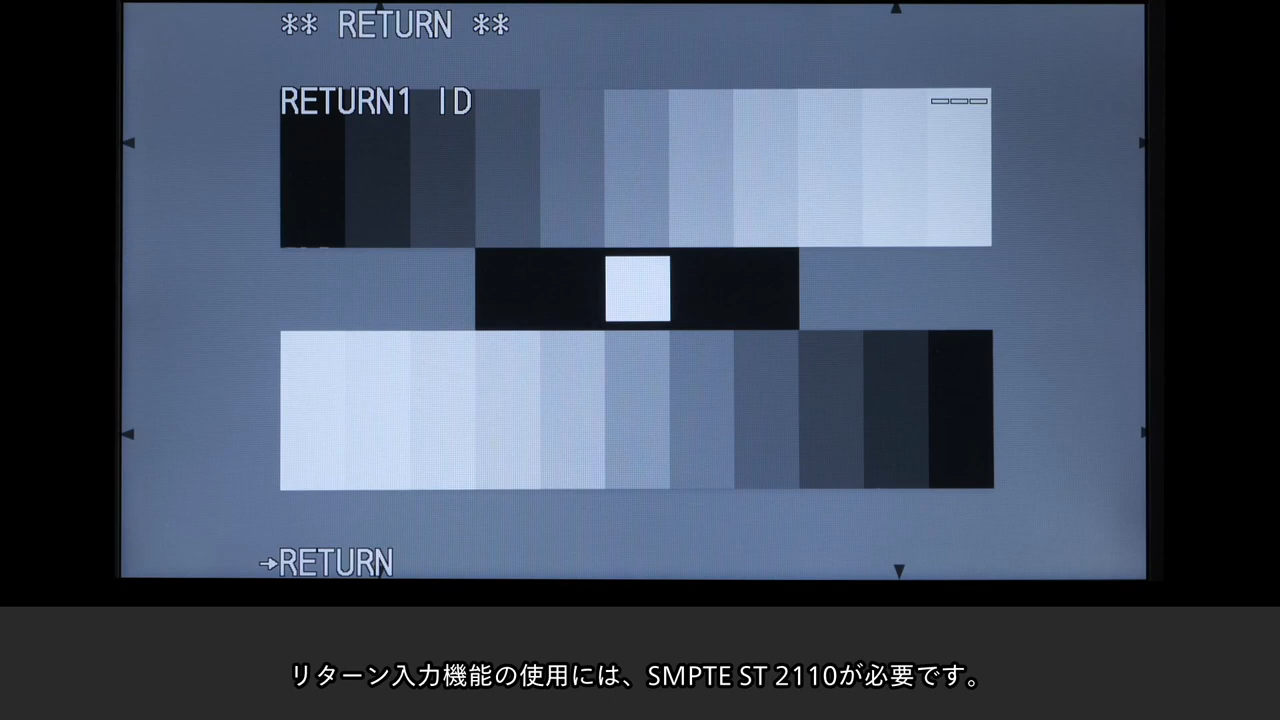 ** RETURN **
RETURN1 ID
→RETURN
リターン入力機能の使用には、SMPTE ST 2110が必要です。